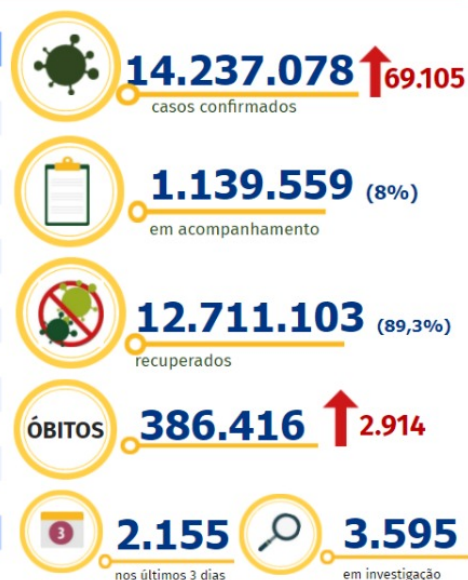 14.237.078 69.105
casos confirmados
1.139.559 (8%)
em acompanhamento
12.711.103 (89,3%)
recuperados
ÓBITOS 386.416 2.914
3 2.155 3.595
nos últimos 3 dias em investigação